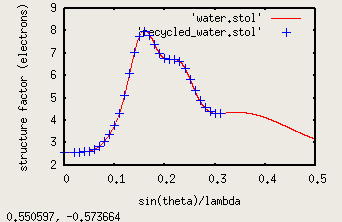 structure factor (electrons)
9
8
7
6
5
4
3
2
'water.stol'
recycled_water.stol'
0 0.1 0.2 0.3 0.4 0.5
sin(theta)/lambda
0.550597, -0.573664